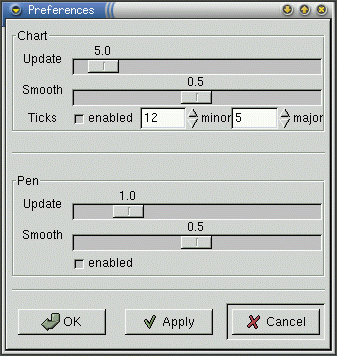 Preferences
Chart
5.0
Update
0.5
Smooth
Ticks enabled 12 minor 5 major
Pen
1.0
Update
0.5
Smooth
enabled
OK Apply Cancel